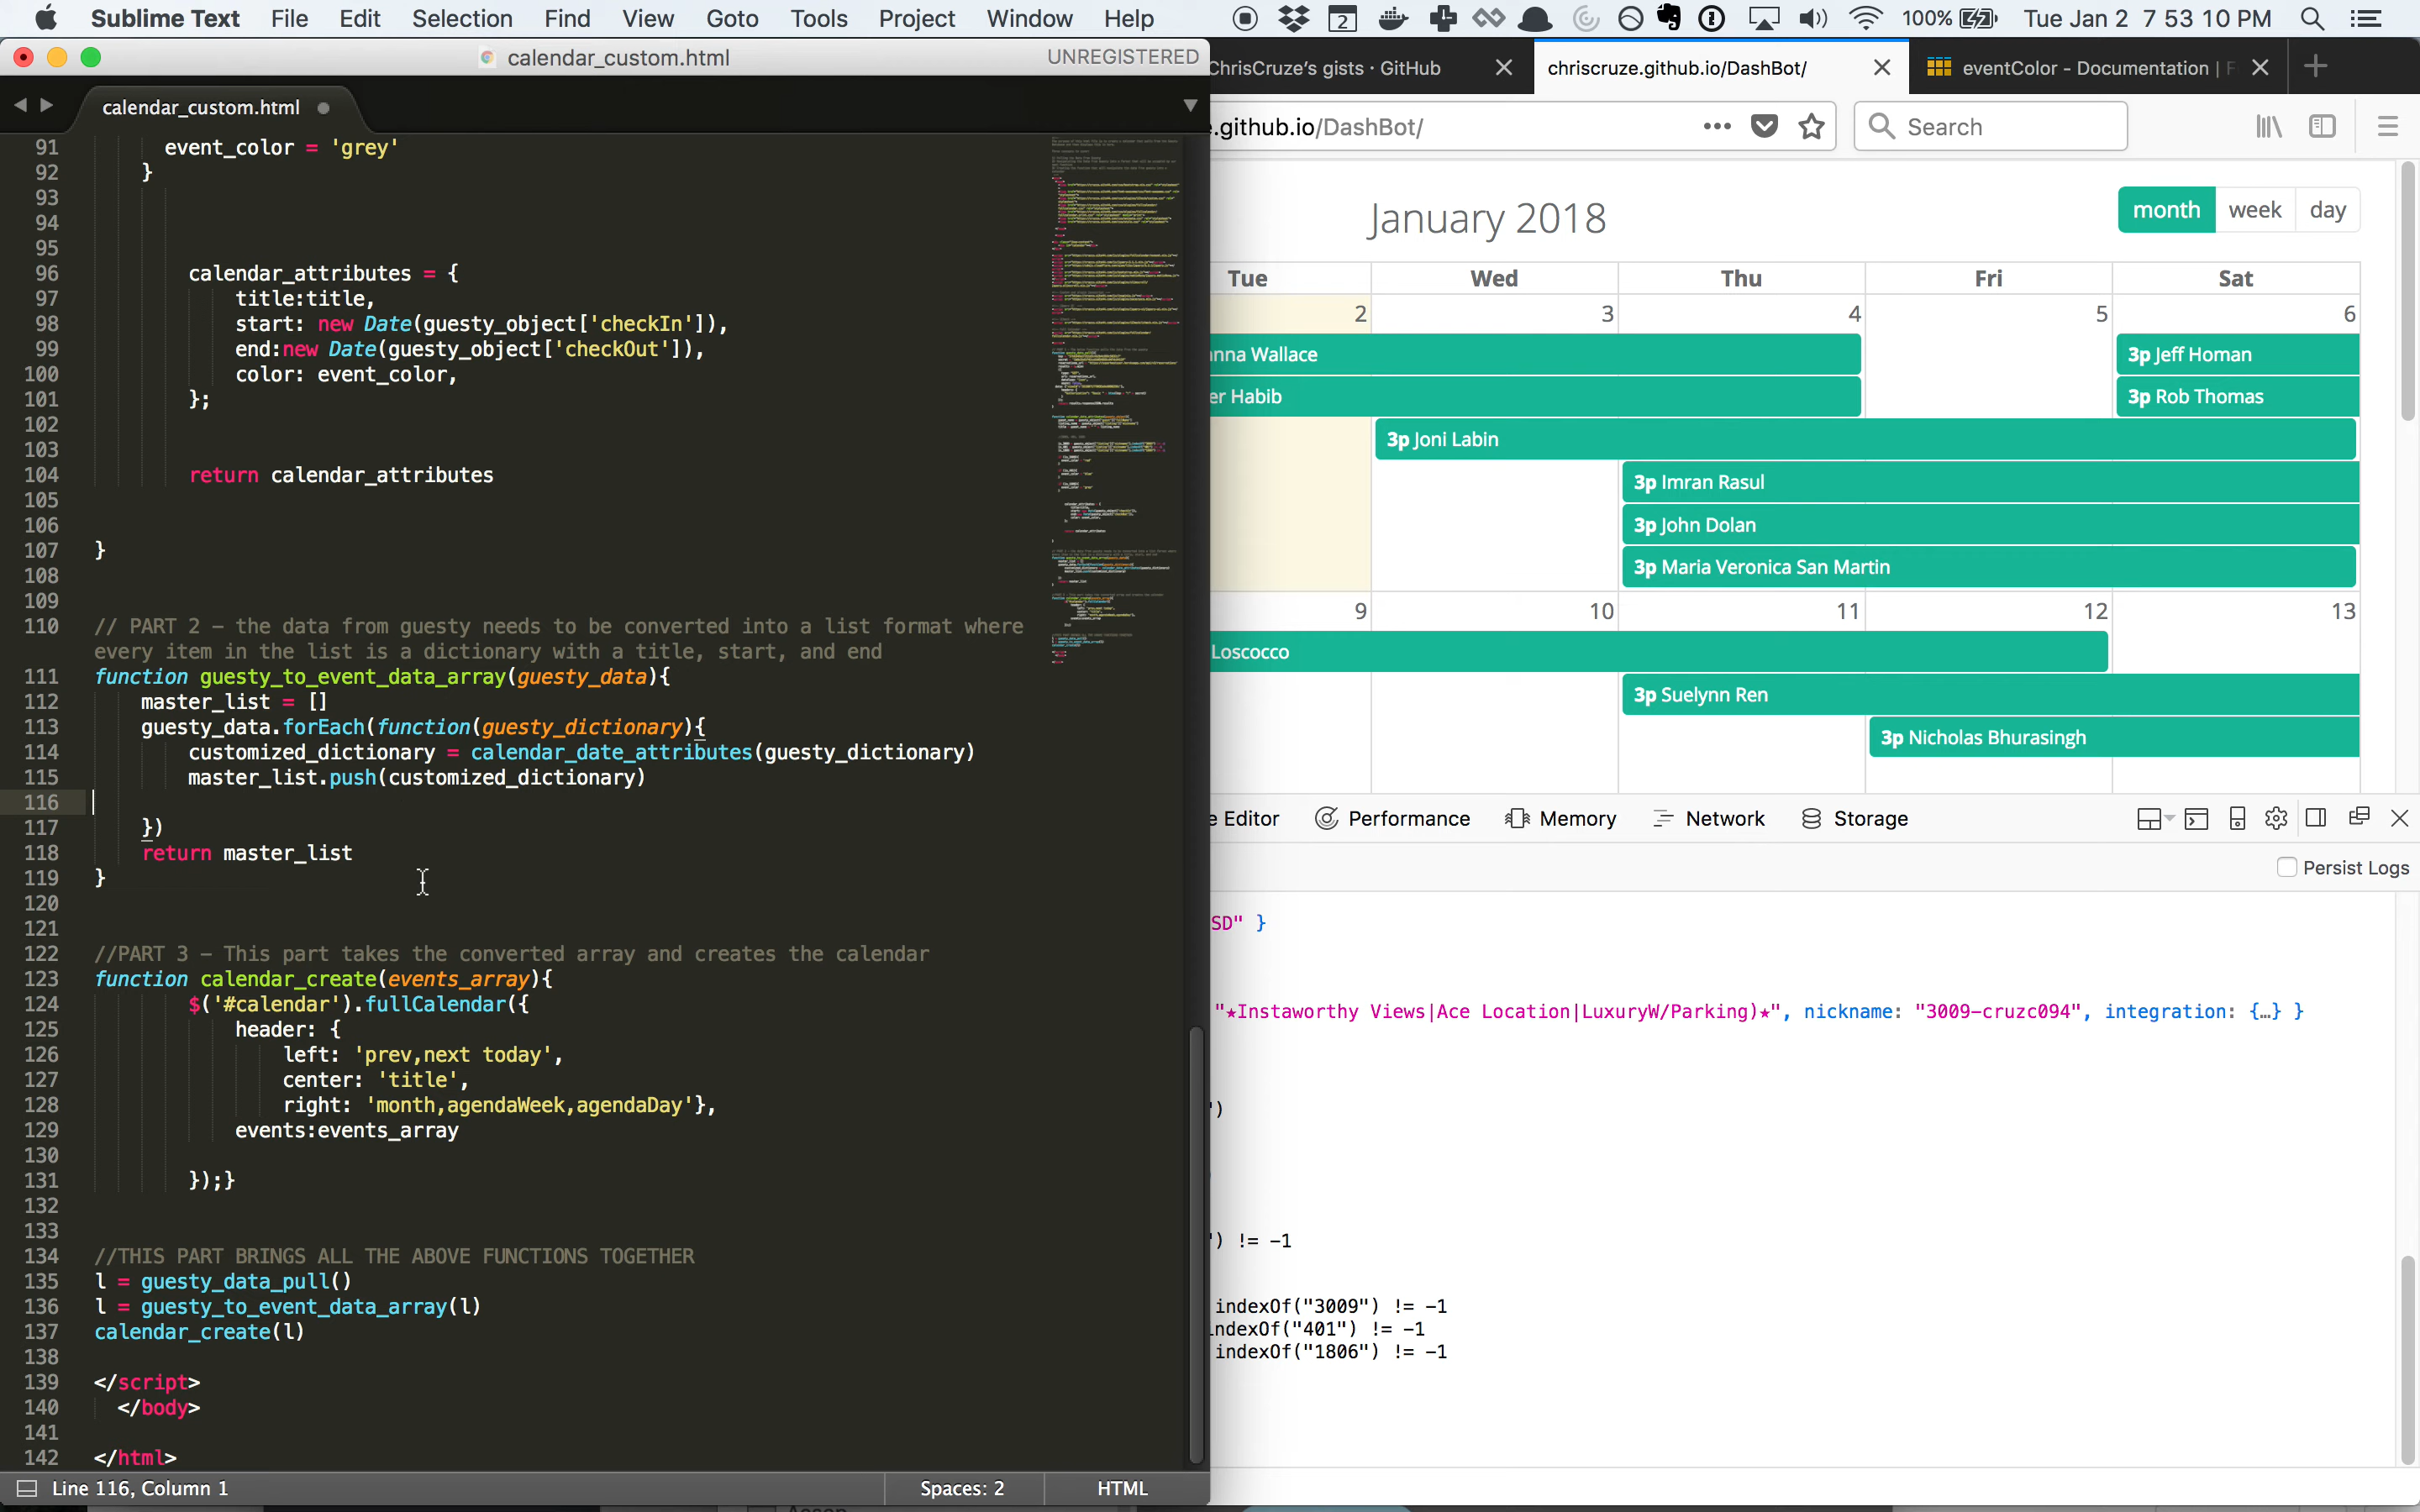 Sublime Text File Edit Selection Find View Goto Tools Project Window Help 2 100% Tue Jan 2 7 53 10 PM
calendar_custom.html UNREGISTERED
calendar_custom.html
91 event_color = 'grey'
92 }
93
94
95
96 calendar_attributes = {
97 title:title,
98 start: new Date(guesty_object['checkIn']),
99 end:new Date(guesty_object['checkOut']),
100 color: event_color,
101 };
102
103
104 return calendar_attributes
105
106
107 }
108
109
110 // PART 2 – the data from guesty needs to be converted into a list format where
every item in the list is a dictionary with a title, start, and end
111 function guesty_to_event_data_array(guesty_data){
112 master_list = []
113 guesty_data.forEach(function(guesty_dictionary){
114 customized_dictionary = calendar_date_attributes(guesty_dictionary)
115 master_list.push(customized_dictionary)
116
117 })
118 return master_list
119 }
120
121
122 //PART 3 – This part takes the converted array and creates the calendar
123 function calendar_create(events_array){
124 $('#calendar').fullCalendar({
125 header: {
126 left: 'prev,next today',
127 center: 'title',
128 right: 'month,agendaWeek,agendaDay'},
129 events:events_array
130
131 });}
132
133
134 //THIS PART BRINGS ALL THE ABOVE FUNCTIONS TOGETHER
135 l = guesty_data_pull()
136 l = guesty_to_event_data_array(l)
137 calendar_create(l)
138
139 </script>
140 </body>
141
142 </html>
Line 116, Column 1 Spaces: 2 HTML
ChrisCruze's gists · GitHub chriscruze.github.io/DashBot/ eventColor - Documentation | F
.github.io/DashBot/ Search
January 2018 month week day
Tue Wed Thu Fri Sat
2 3 4 5 6
nna Wallace 3p Jeff Homan
er Habib 3p Rob Thomas
3p Joni Labin
3p Imran Rasul
3p John Dolan
3p Maria Veronica San Martin
9 10 11 12 13
Loscocco
3p Suelynn Ren
3p Nicholas Bhurasingh
e Editor Performance Memory Network Storage
Persist Logs
SD" }
"★Instaworthy Views|Ace Location|LuxuryW/Parking)★", nickname: "3009-cruzc094", integration: {…} }
')
') != -1
indexOf("3009") != -1
indexOf("401") != -1
indexOf("1806") != -1